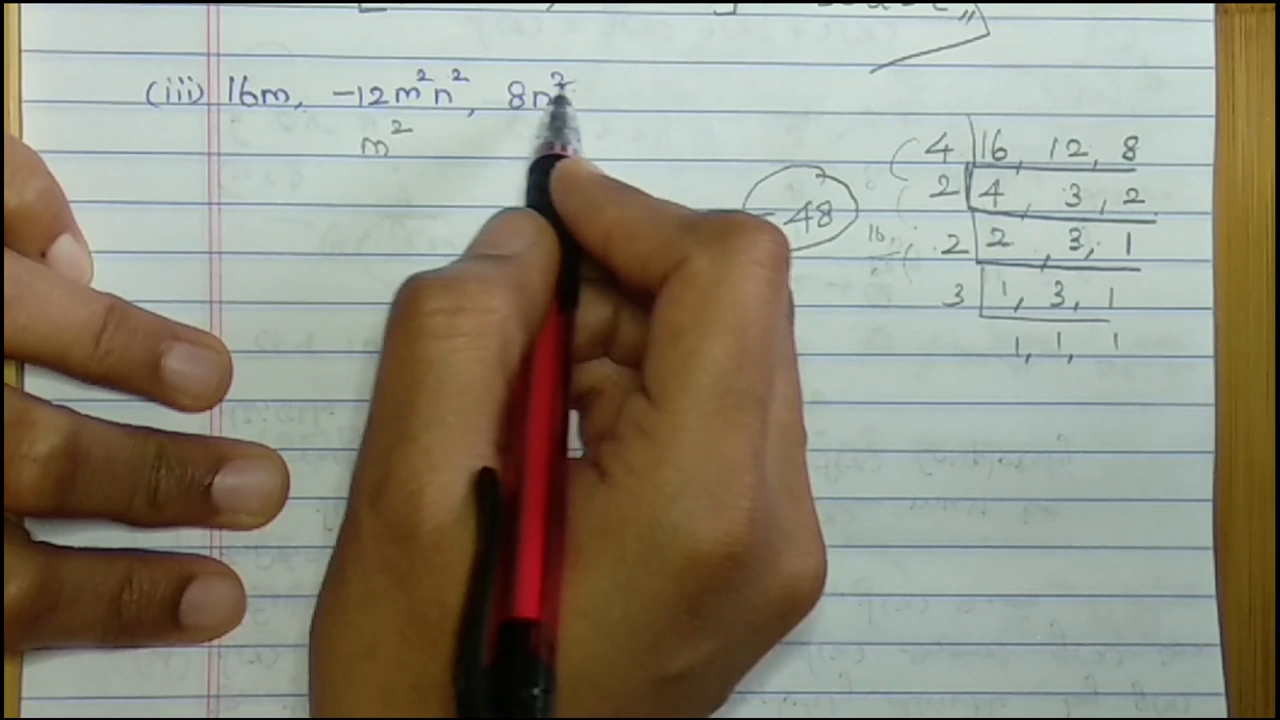 (iii) 16m, -12m²n², 8n²
m²
4 | 16, 12, 8
2 | 4, 3, 2
- 48
2 | 2, 3, 1
3 | 1, 3, 1
1, 1, 1